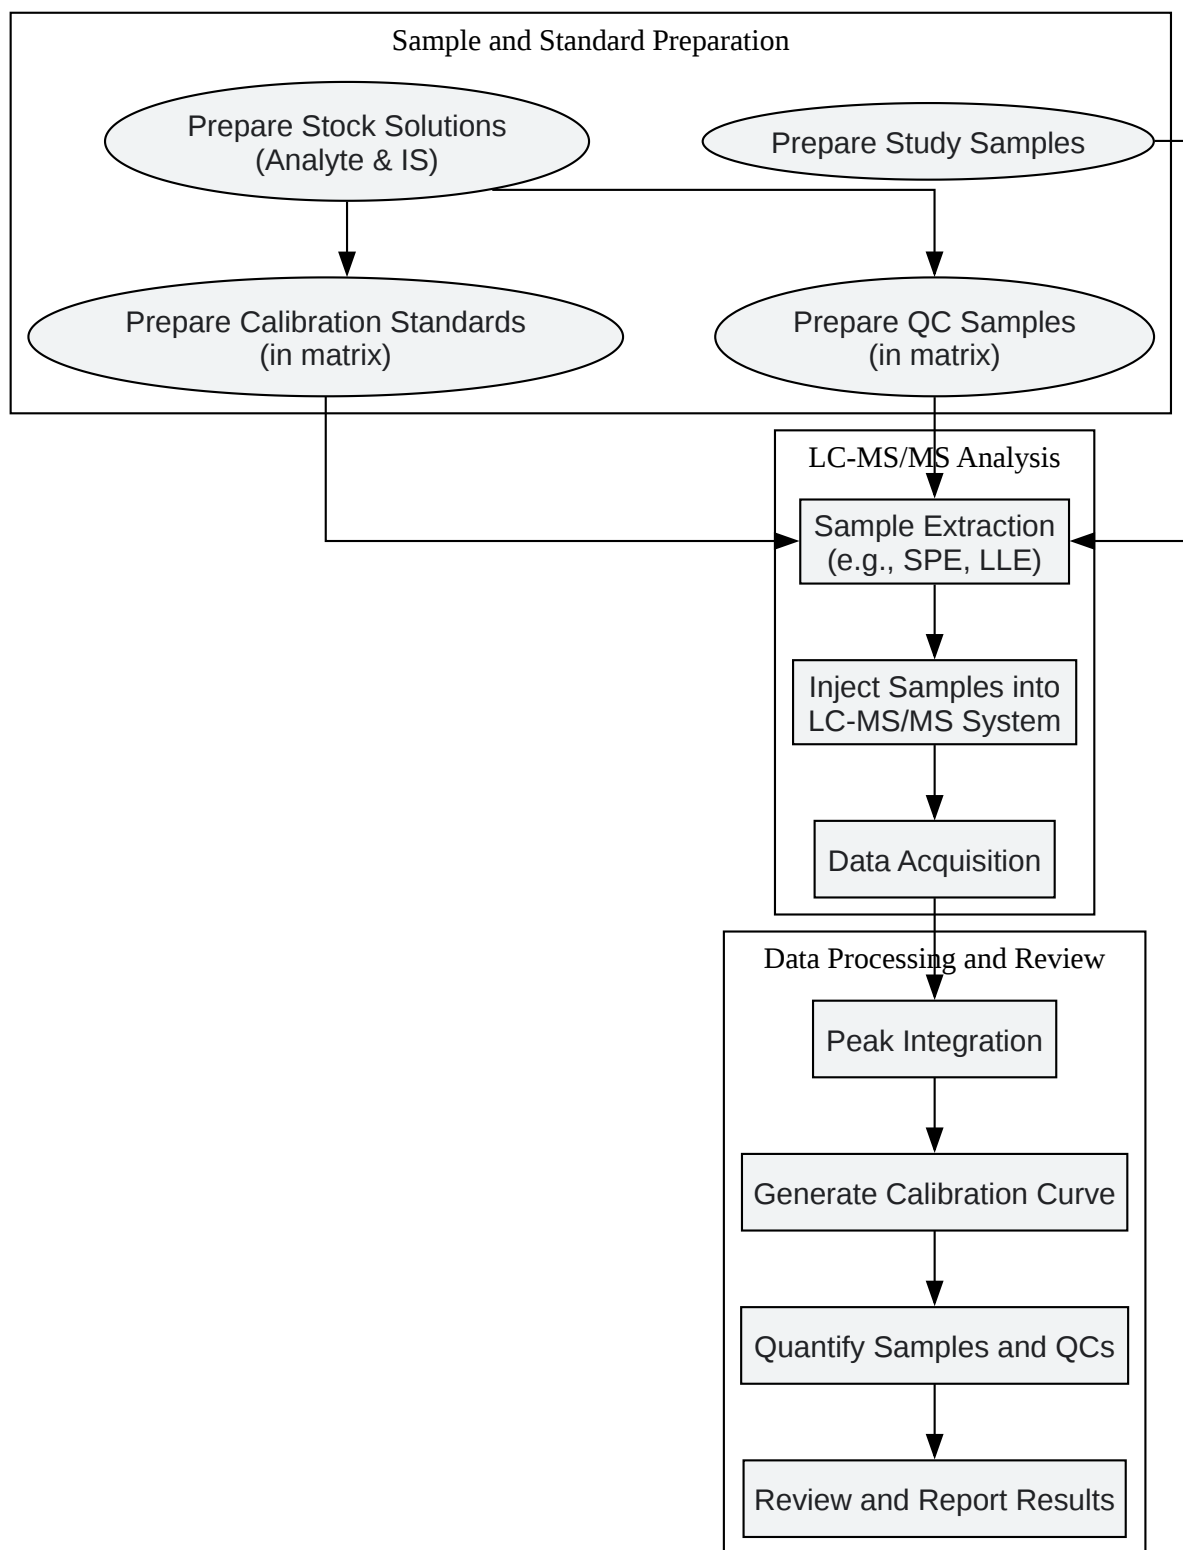 Sample and Standard Preparation
Prepare Stock Solutions
(Analyte & IS)
Prepare Study Samples
Prepare Calibration Standards
(in matrix)
Prepare QC Samples
(in matrix)
LC-MS/MS Analysis
Sample Extraction
(e.g., SPE, LLE)
Inject Samples into
LC-MS/MS System
Data Acquisition
Data Processing and Review
Peak Integration
Generate Calibration Curve
Quantify Samples and QCs
Review and Report Results